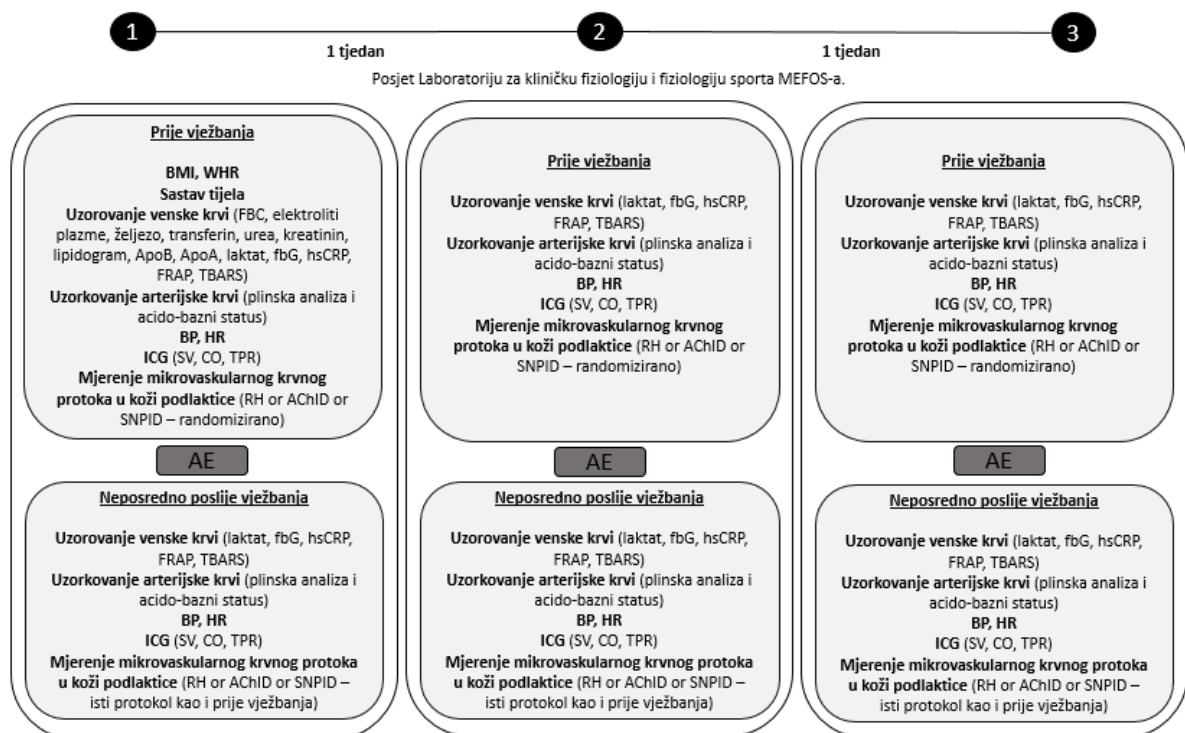 1
2
3
1 tjedan
1 tjedan
Posjet Laboratoriju za kliničku fiziologiju i fiziologiju sporta MEFOS-a.
Prije vježbanja
BMI, WHR
Sastav tijela
Uzorovanje venske krvi (FBC, elektroliti
plazme, željezo, transferin, urea, kreatinin,
lipidogram, ApoB, ApoA, laktat, fbG, hsCRP,
FRAP, TBARS)
Uzorkovanje arterijske krvi (plinska analiza i
acido-bazni status)
BP, HR
ICG (SV, CO, TPR)
Mjerenje mikrovaskularnog krvnog
protoka u koži podlaktice (RH or AChID or
SNPID – randomizirano)
AE
Neposredno poslije vježbanja
Uzorovanje venske krvi (laktat, fbG, hsCRP,
FRAP, TBARS)
Uzorkovanje arterijske krvi (plinska analiza i
acido-bazni status)
BP, HR
ICG (SV, CO, TPR)
Mjerenje mikrovaskularnog krvnog protoka
u koži podlaktice (RH or AChID or SNPID –
isti protokol kao i prije vježbanja)
Prije vježbanja
Uzorovanje venske krvi (laktat, fbG, hsCRP,
FRAP, TBARS)
Uzorkovanje arterijske krvi (plinska analiza i
acido-bazni status)
BP, HR
ICG (SV, CO, TPR)
Mjerenje mikrovaskularnog krvnog
protoka u koži podlaktice (RH or AChID or
SNPID – randomizirano)
AE
Neposredno poslije vježbanja
Uzorovanje venske krvi (laktat, fbG, hsCRP,
FRAP, TBARS)
Uzorkovanje arterijske krvi (plinska analiza i
acido-bazni status)
BP, HR
ICG (SV, CO, TPR)
Mjerenje mikrovaskularnog krvnog protoka
u koži podlaktice (RH or AChID or SNPID –
isti protokol kao i prije vježbanja)
Prije vježbanja
Uzorovanje venske krvi (laktat, fbG, hsCRP,
FRAP, TBARS)
Uzorkovanje arterijske krvi (plinska analiza i
acido-bazni status)
BP, HR
ICG (SV, CO, TPR)
Mjerenje mikrovaskularnog krvnog
protoka u koži podlaktice (RH or AChID or
SNPID – randomizirano)
AE
Neposredno poslije vježbanja
Uzorovanje venske krvi (laktat, fbG, hsCRP,
FRAP, TBARS)
Uzorkovanje arterijske krvi (plinska analiza i
acido-bazni status)
BP, HR
ICG (SV, CO, TPR)
Mjerenje mikrovaskularnog krvnog protoka
u koži podlaktice (RH or AChID or SNPID –
isti protokol kao i prije vježbanja)